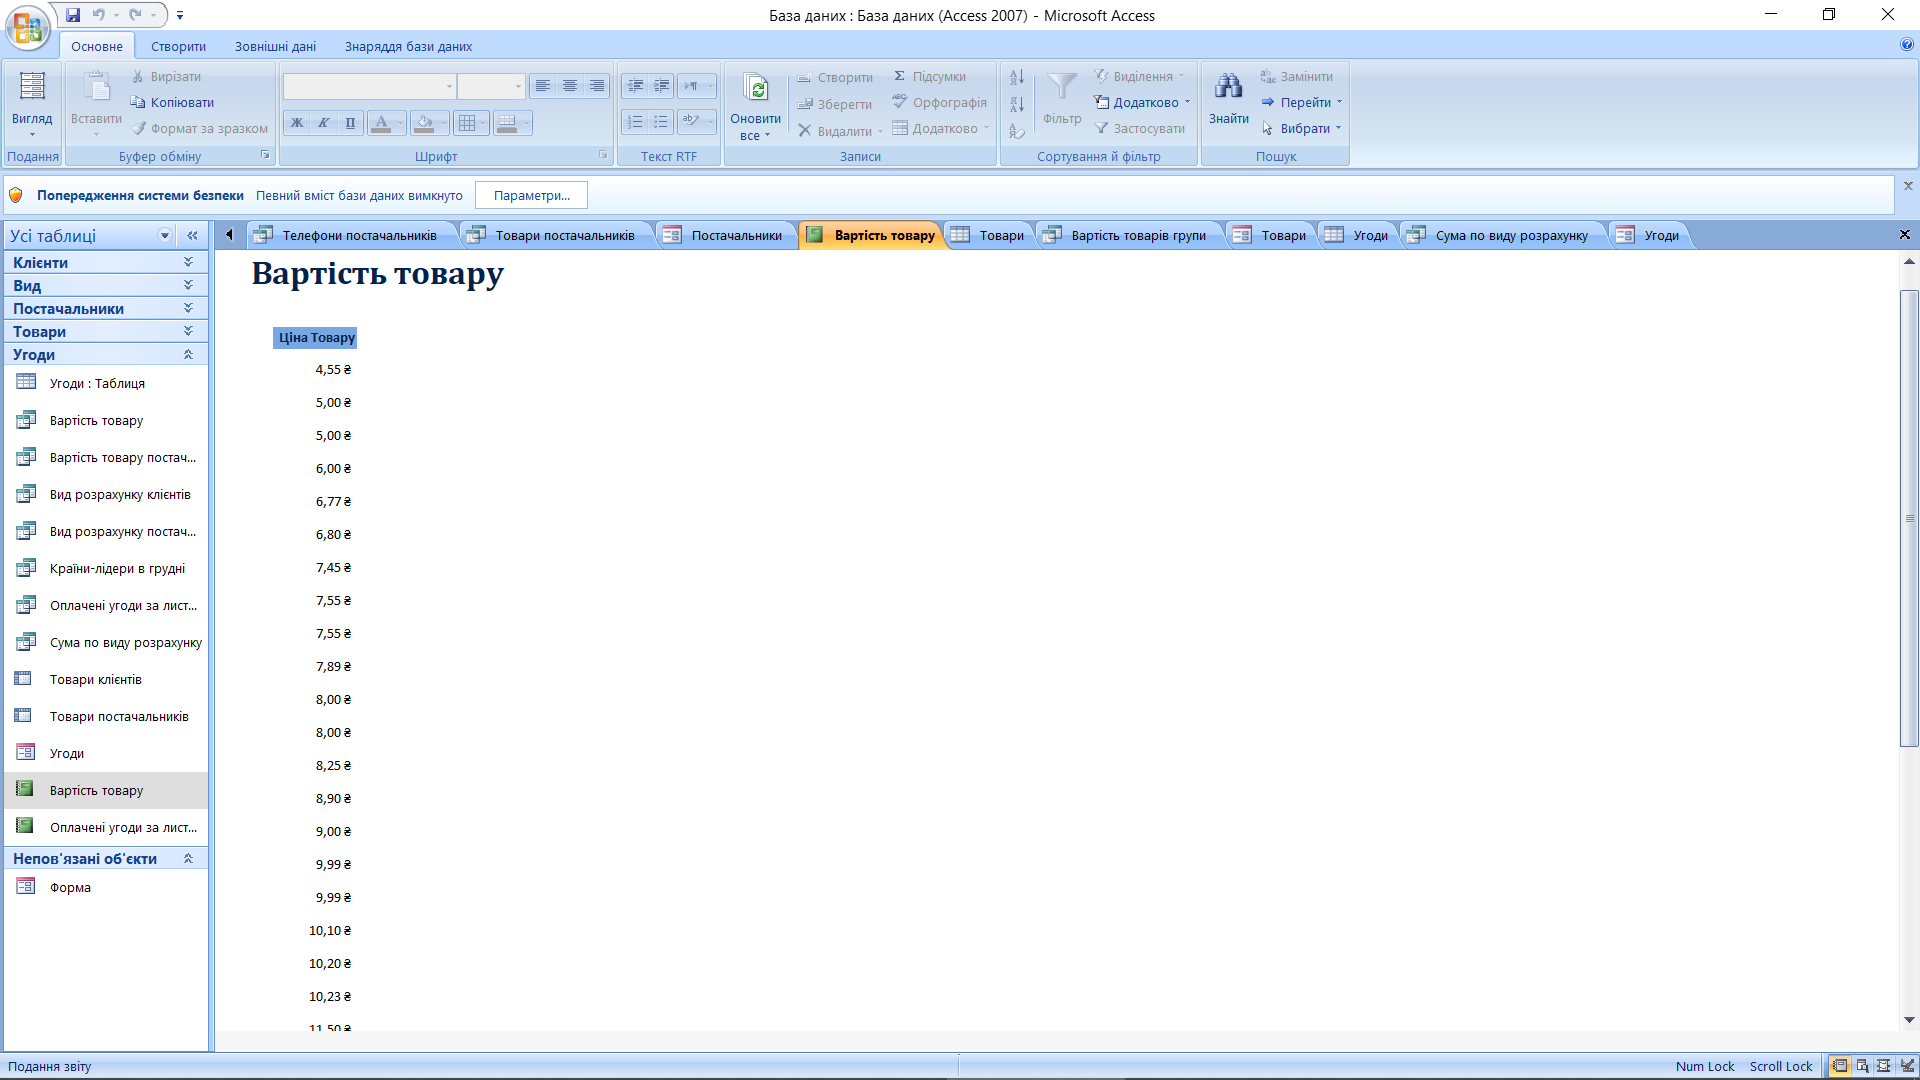 База даних : База даних (Access 2007) - Microsoft Access
Основне Створити Зовнішні дані Знаряддя бази даних
Вигляд
Подання
Вставити
Вирізати
Копіювати
Формат за зразком
Буфер обміну
Ж К П
А
Шрифт
Текст RTF
Оновити
все
Створити
Зберегти
Видалити
Підсумки
Орфографія
Додатково
Записи
Фільтр
Виділення
Додатково
Застосувати
Сортування й фільтр
Знайти
Замінити
Перейти
Вибрати
Пошук
Попередження системи безпеки Певний вміст бази даних вимкнуто Параметри...
Усі таблиці
Клієнти
Вид
Постачальники
Товари
Угоди
Угоди : Таблиця
Вартість товару
Вартість товару постач...
Вид розрахунку клієнтів
Вид розрахунку постач...
Країни-лідери в грудні
Оплачені угоди за лист...
Сума по виду розрахунку
Товари клієнтів
Товари постачальників
Угоди
Вартість товару
Оплачені угоди за лист...
Непов'язані об'єкти
Форма
Телефони постачальників Товари постачальників Постачальники Вартість товару Товари Вартість товарів групи Товари Угоди Сума по виду розрахунку Угоди
Вартість товару
Ціна Товару
4,55 ₴
5,00 ₴
5,00 ₴
6,00 ₴
6,77 ₴
6,80 ₴
7,45 ₴
7,55 ₴
7,55 ₴
7,89 ₴
8,00 ₴
8,00 ₴
8,25 ₴
8,90 ₴
9,00 ₴
9,99 ₴
9,99 ₴
10,10 ₴
10,20 ₴
10,23 ₴
11,50 ₴
Подання звіту Num Lock Scroll Lock